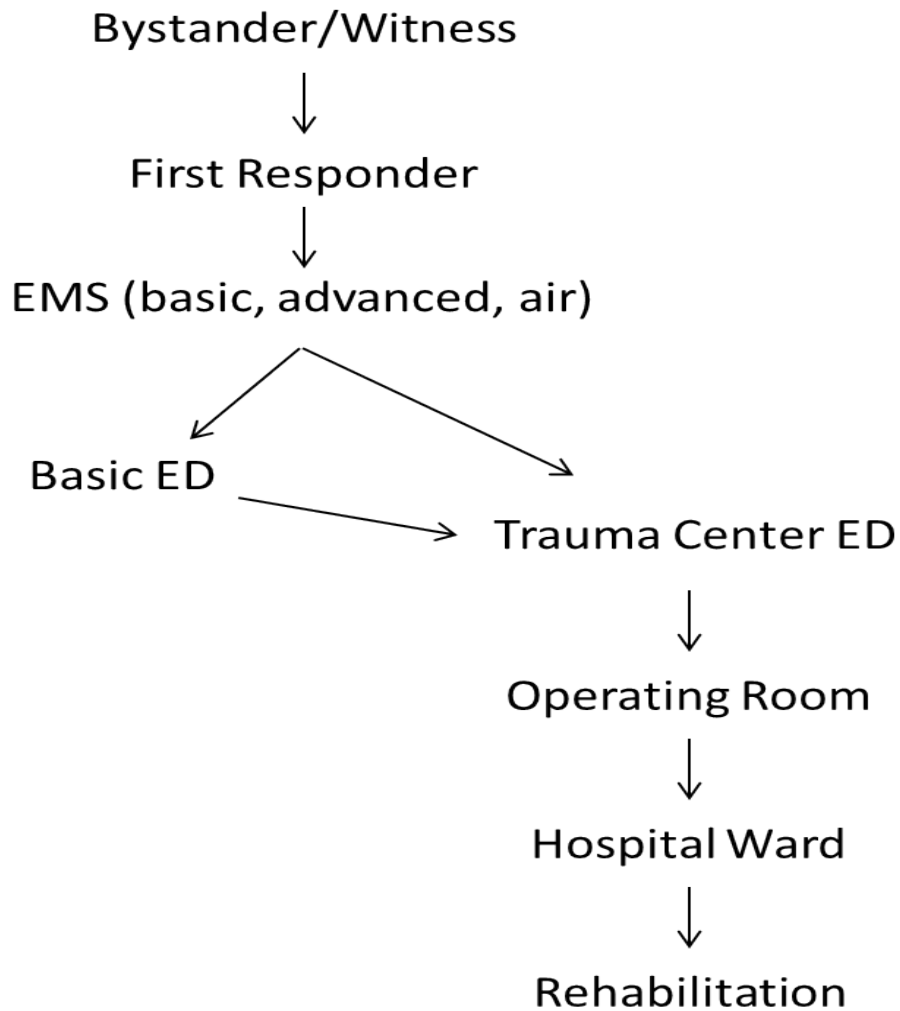 Bystander/Witness
First Responder
EMS (basic, advanced, air)
Basic ED
Trauma Center ED
Operating Room
Hospital Ward
Rehabilitation